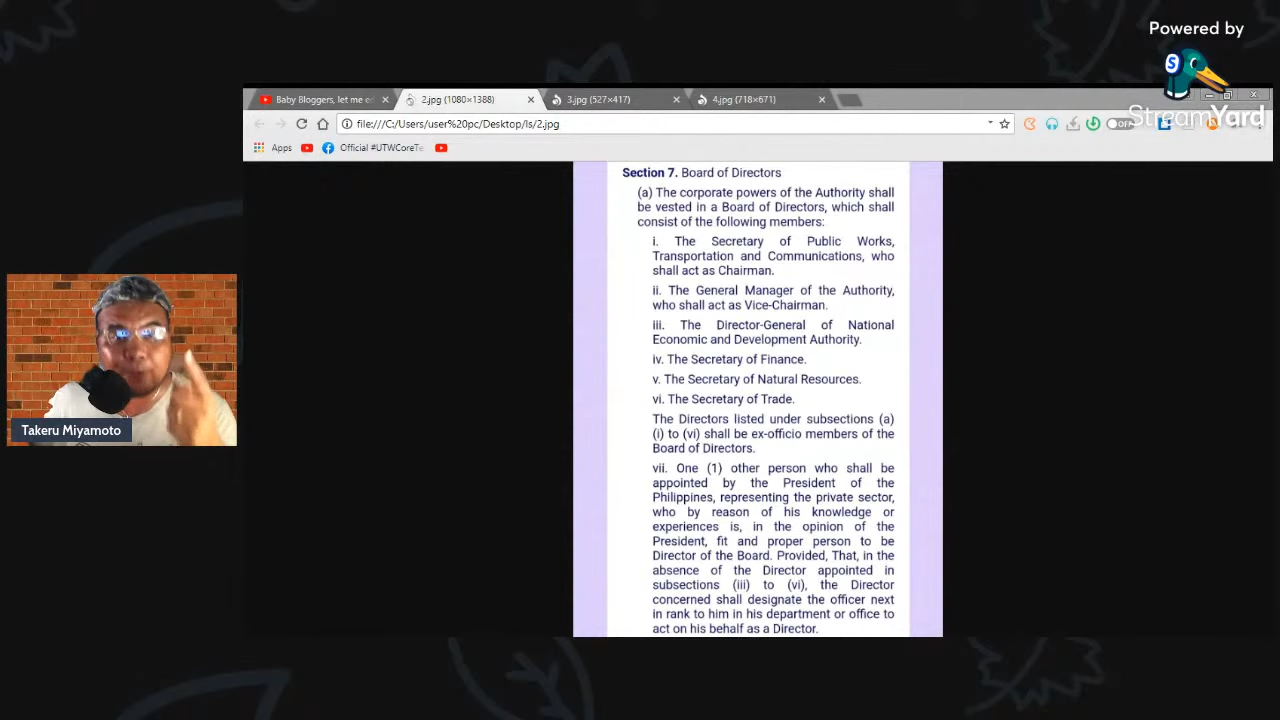 Powered by
StreamYard
Baby Bloggers, let me e
2.jpg (1080×1388)
3.jpg (527×417)
4.jpg (718×671)
file:///C:/Users/user%20pc/Desktop/ls/2.jpg
OFF
Apps
Official #UTWCoreTe
Section 7. Board of Directors
(a) The corporate powers of the Authority shall
be vested in a Board of Directors, which shall
consist of the following members:
i. The Secretary of Public Works,
Transportation and Communications, who
shall act as Chairman.
ii. The General Manager of the Authority,
who shall act as Vice-Chairman.
iii. The Director-General of National
Economic and Development Authority.
iv. The Secretary of Finance.
v. The Secretary of Natural Resources.
vi. The Secretary of Trade.
The Directors listed under subsections (a)
(i) to (vi) shall be ex-officio members of the
Board of Directors.
vii. One (1) other person who shall be
appointed by the President of the
Philippines, representing the private sector,
who by reason of his knowledge or
experiences is, in the opinion of the
President, fit and proper person to be
Director of the Board. Provided, That, in the
absence of the Director appointed in
subsections (iii) to (vi), the Director
concerned shall designate the officer next
in rank to him in his department or office to
act on his behalf as a Director.
Takeru Miyamoto